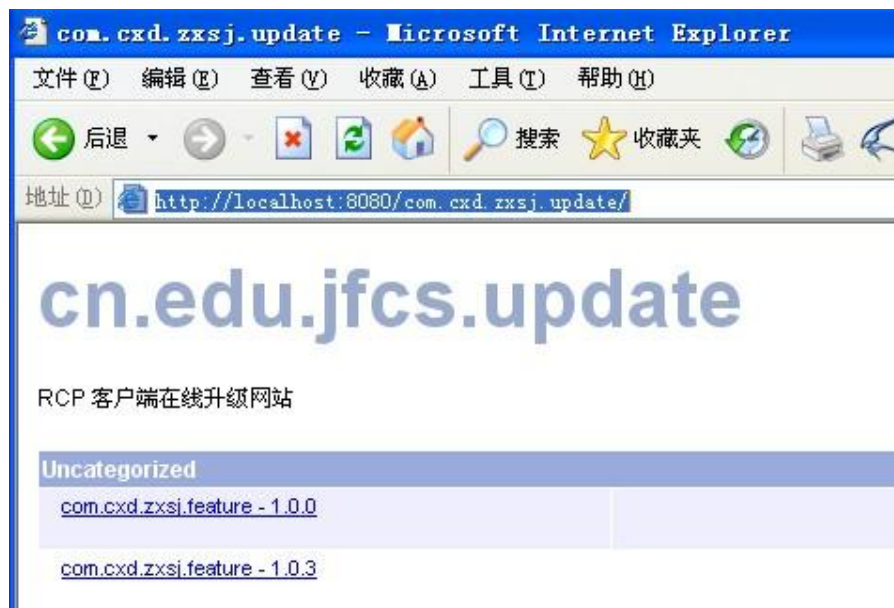 com.cxd.zxsj.update - Microsoft Internet Explorer
文件(F) 编辑(E) 查看(V) 收藏(A) 工具(T) 帮助(H)
后退 搜索 收藏夹
地址(D) http://localhost:8080/com.cxd.zxsj.update/
cn.edu.jfcs.update
RCP 客户端在线升级网站
Uncategorized
com.cxd.zxsj.feature - 1.0.0
com.cxd.zxsj.feature - 1.0.3